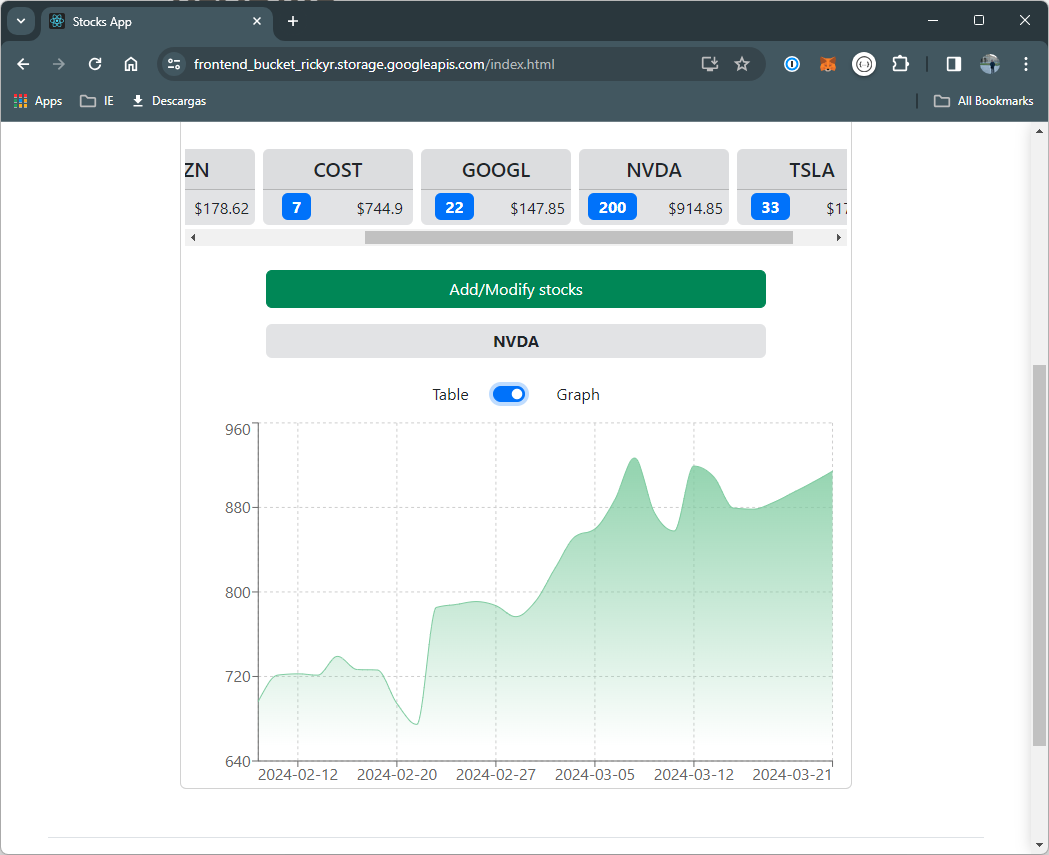 Stocks App
frontend_bucket_rickyr.storage.googleapis.com/index.html
Apps IE Descargas All Bookmarks
ZN COST GOOGL NVDA TSLA
$178.62 7 $744.9 22 $147.85 200 $914.85 33 $17
Add/Modify stocks
NVDA
Table Graph
960
880
800
720
640
2024-02-12 2024-02-20 2024-02-27 2024-03-05 2024-03-12 2024-03-21